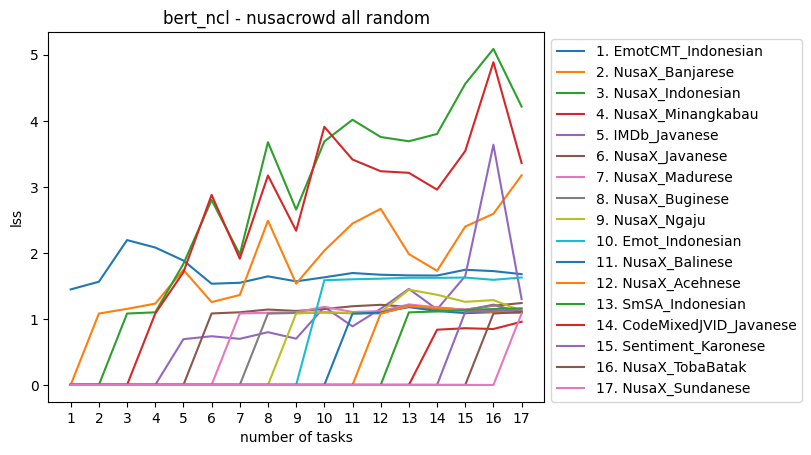 bert_ncl - nusacrowd all random
lss
5
4
3
2
1
0
1 2 3 4 5 6 7 8 9 10 11 12 13 14 15 16 17
number of tasks
1. EmotCMT_Indonesian
2. NusaX_Banjarese
3. NusaX_Indonesian
4. NusaX_Minangkabau
5. IMDb_Javanese
6. NusaX_Javanese
7. NusaX_Madurese
8. NusaX_Buginese
9. NusaX_Ngaju
10. Emot_Indonesian
11. NusaX_Balinese
12. NusaX_Acehnese
13. SmSA_Indonesian
14. CodeMixedJVID_Javanese
15. Sentiment_Karonese
16. NusaX_TobaBatak
17. NusaX_Sundanese